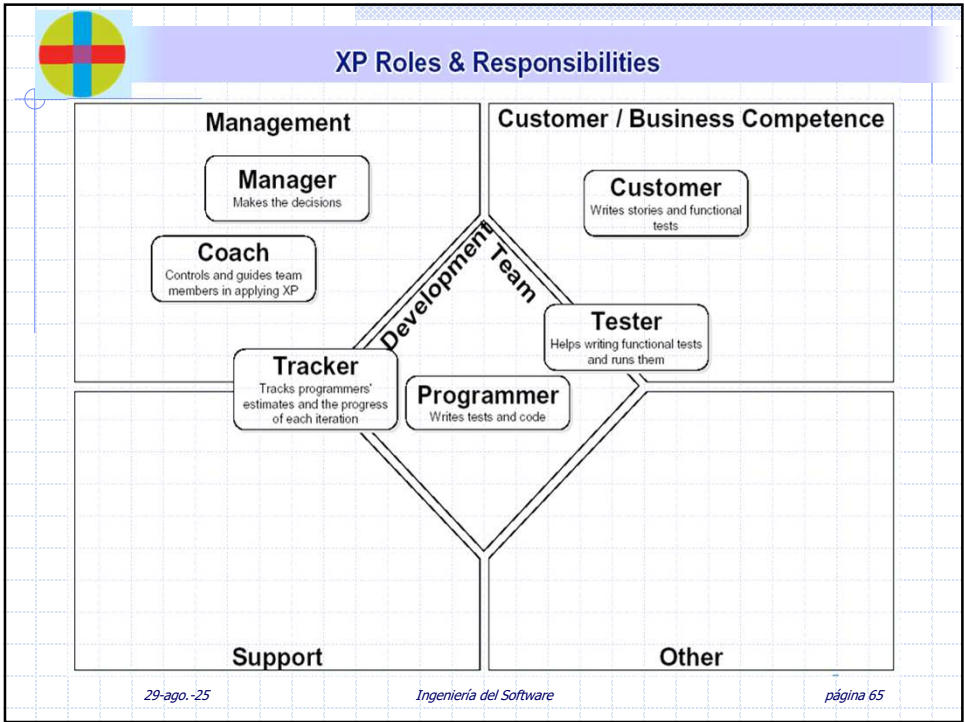 XP Roles & Responsibilities
Management
Manager
Makes the decisions
Coach
Controls and guides team
members in applying XP
Customer / Business Competence
Customer
Writes stories and functional
tests
Development
Team
Tester
Helps writing functional tests
and runs them
Tracker
Tracks programmers'
estimates and the progress
of each iteration
Programmer
Writes tests and code
Support
Other
29-ago.-25
Ingeniería del Software
página 65